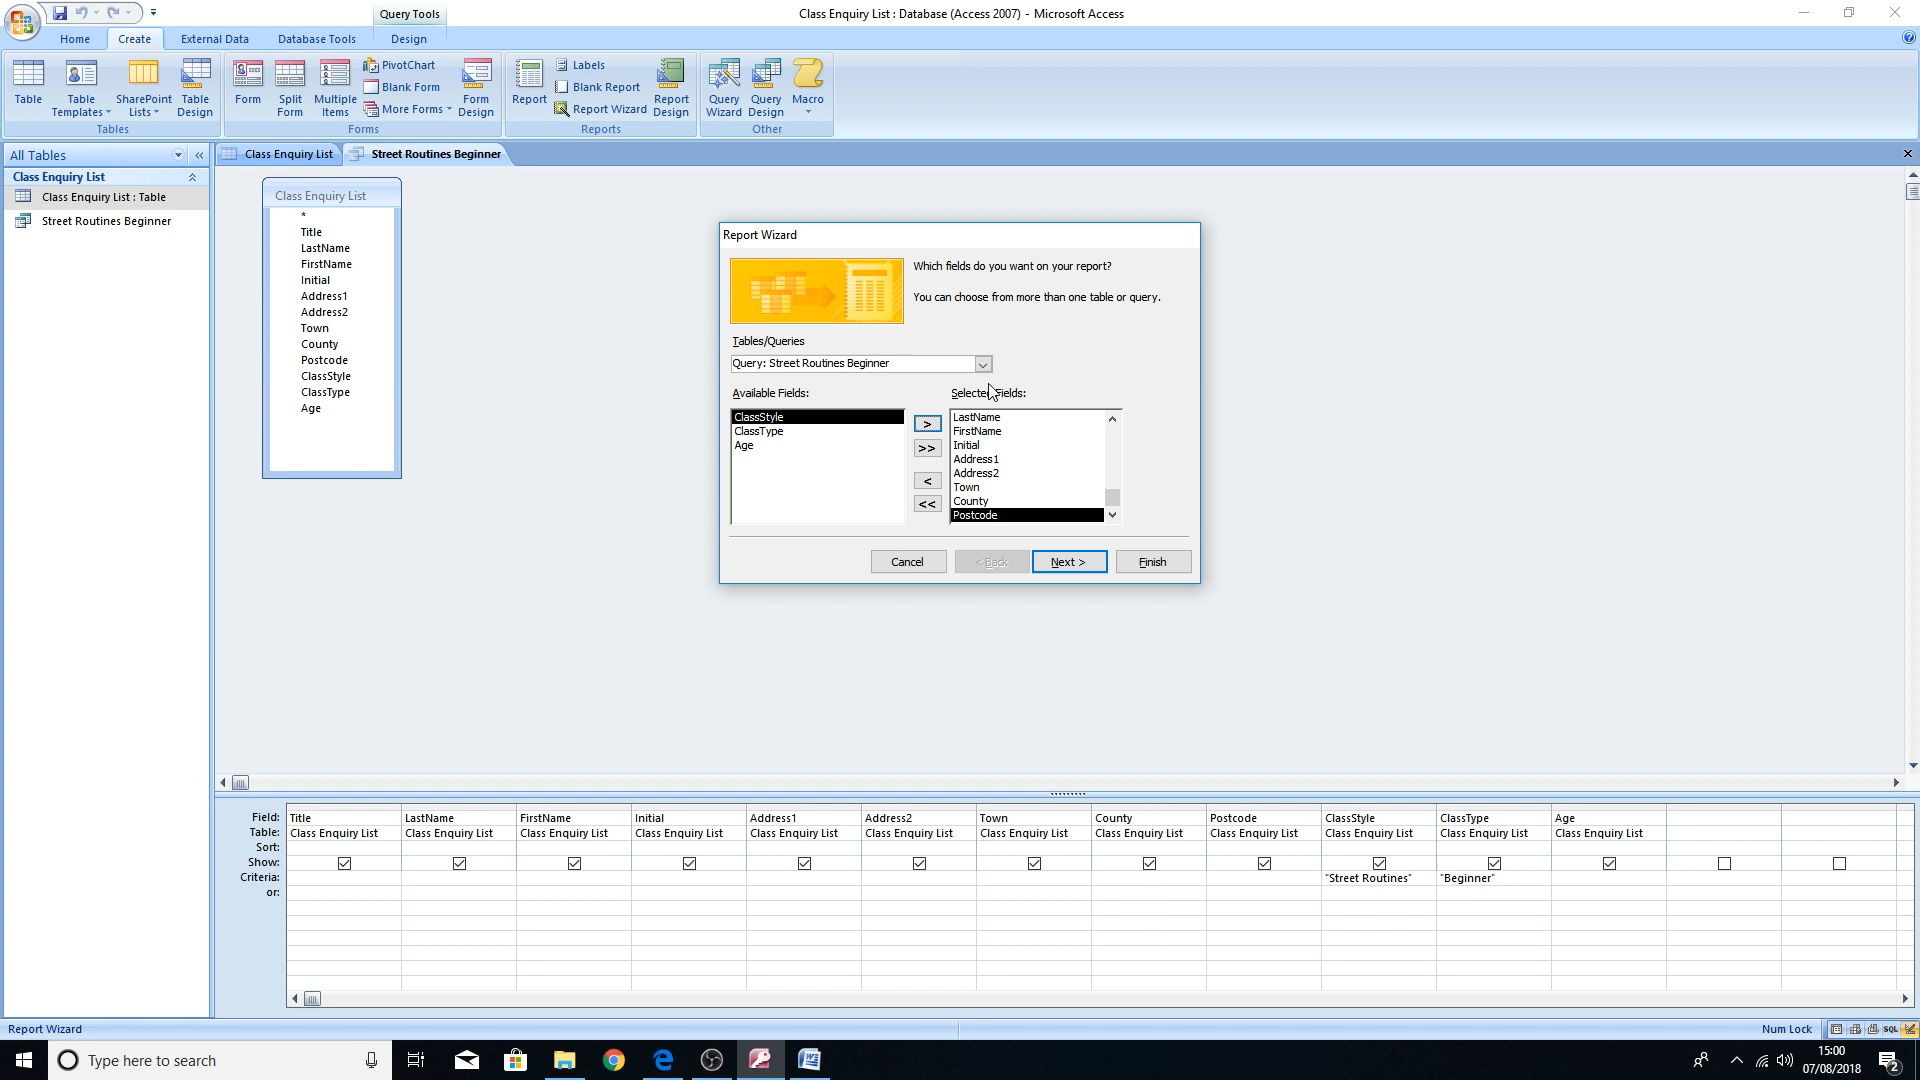 Query Tools
Class Enquiry List : Database (Access 2007) - Microsoft Access
Home
Create
External Data
Database Tools
Design
Table
Table Templates
SharePoint Lists
Table Design
Tables
Form
Split Form
Multiple Items
PivotChart
Blank Form
More Forms
Form Design
Forms
Report
Labels
Blank Report
Report Wizard
Report Design
Reports
Query Wizard
Query Design
Macro
Other
All Tables
Class Enquiry List
Class Enquiry List : Table
Street Routines Beginner
Class Enquiry List
Street Routines Beginner
Class Enquiry List
*
Title
LastName
FirstName
Initial
Address1
Address2
Town
County
Postcode
ClassStyle
ClassType
Age
Report Wizard
Which fields do you want on your report?
You can choose from more than one table or query.
Tables/Queries
Query: Street Routines Beginner
Available Fields:
ClassStyle
ClassType
Age
>
>>
<
<<
Selected Fields:
LastName
FirstName
Initial
Address1
Address2
Town
County
Postcode
Cancel
< Back
Next >
Finish
Field: Title LastName FirstName Initial Address1 Address2 Town County Postcode ClassStyle ClassType Age
Table: Class Enquiry List Class Enquiry List Class Enquiry List Class Enquiry List Class Enquiry List Class Enquiry List Class Enquiry List Class Enquiry List Class Enquiry List Class Enquiry List Class Enquiry List Class Enquiry List
Sort:
Show:
Criteria: "Street Routines" "Beginner"
or:
Report Wizard
Num Lock
SQL
Type here to search
15:00
07/08/2018
2